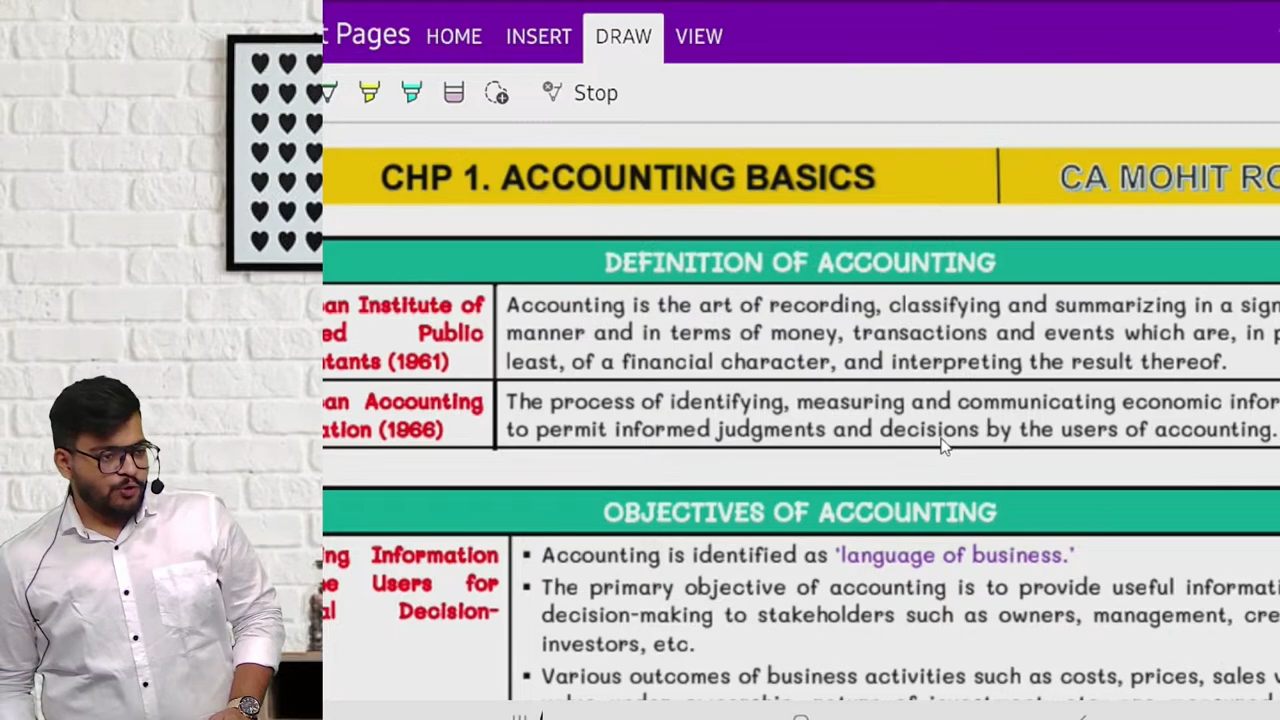 t Pages HOME INSERT DRAW VIEW
Stop
CHP 1. ACCOUNTING BASICS CA MOHIT RO
DEFINITION OF ACCOUNTING
an Institute of
ed Public
tants (1961)
Accounting is the art of recording, classifying and summarizing in a sign
manner and in terms of money, transactions and events which are, in p
least, of a financial character, and interpreting the result thereof.
an Accounting
ation (1966)
The process of identifying, measuring and communicating economic infor
to permit informed judgments and decisions by the users of accounting.
OBJECTIVES OF ACCOUNTING
ng Information
e Users for
al Decision-
▪ Accounting is identified as 'language of business.'
▪ The primary objective of accounting is to provide useful informati
decision-making to stakeholders such as owners, management, cre
investors, etc.
▪ Various outcomes of business activities such as costs, prices, sales v